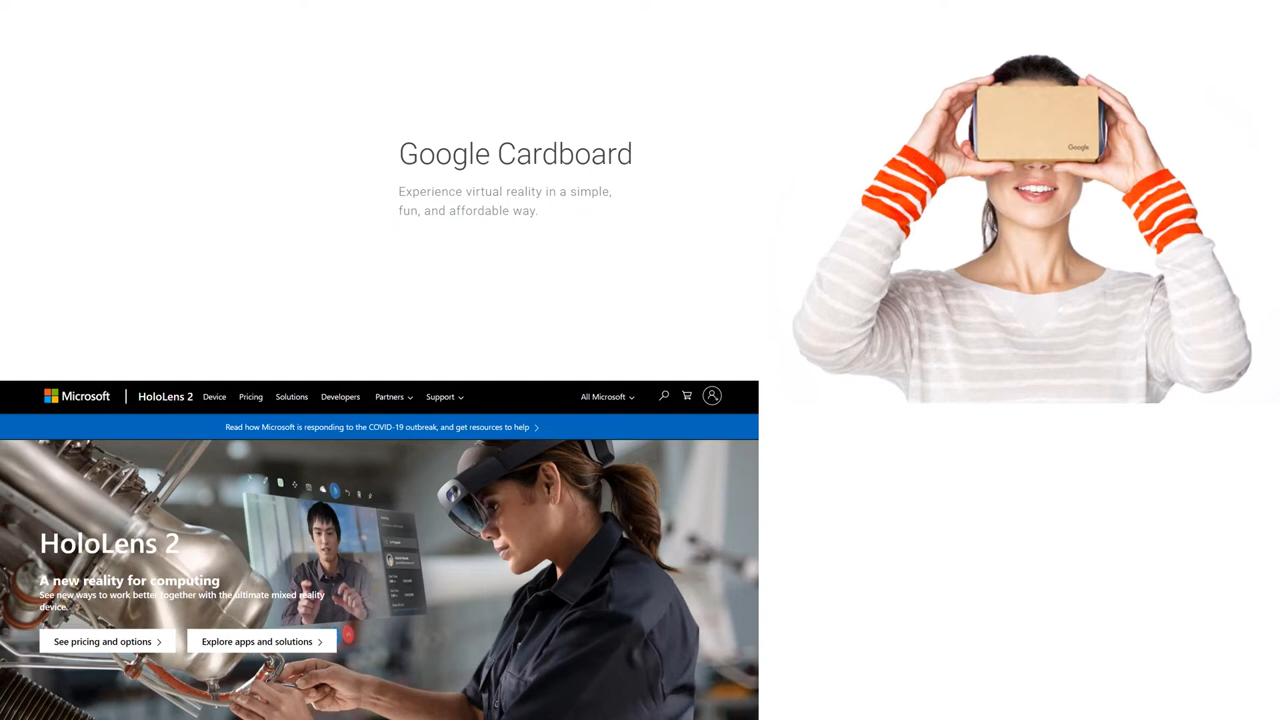 Google Cardboard
Experience virtual reality in a simple,
fun, and affordable way.
Google
Microsoft | HoloLens 2 Device Pricing Solutions Developers Partners Support All Microsoft
Read how Microsoft is responding to the COVID-19 outbreak, and get resources to help
HoloLens 2
A new reality for computing
See new ways to work better together with the ultimate mixed reality
device.
See pricing and options
Explore apps and solutions